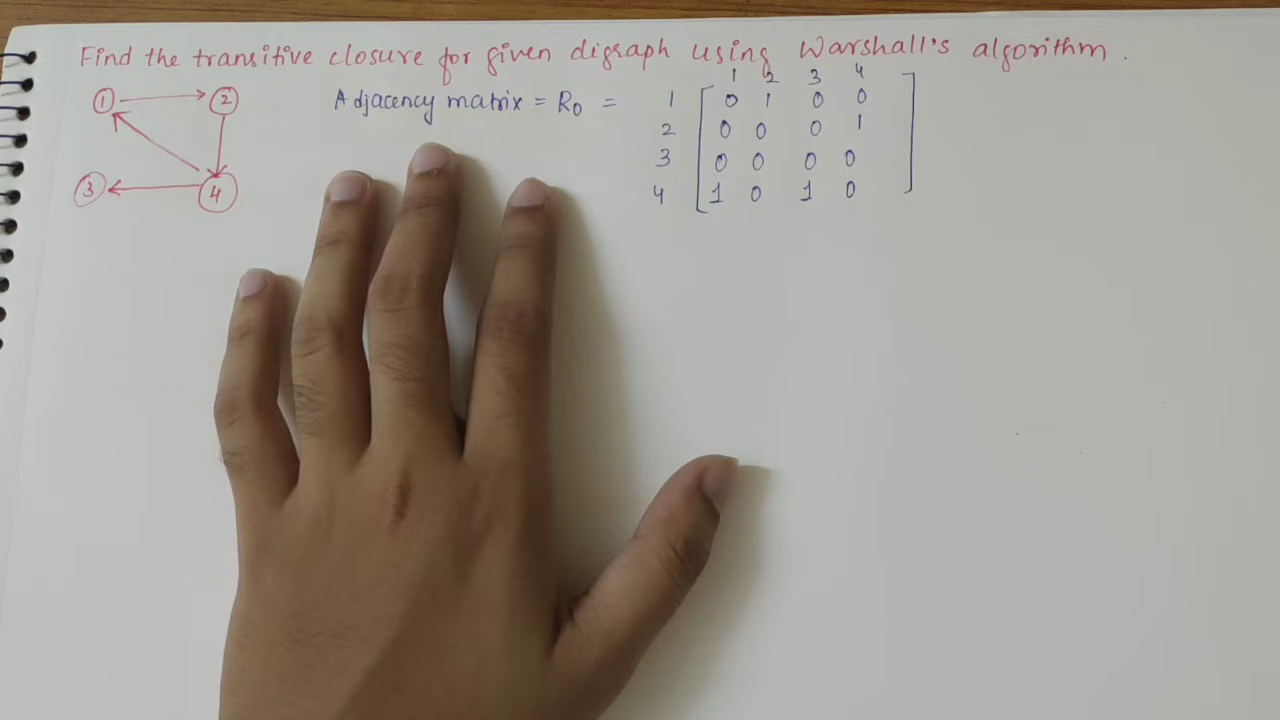 Find the transitive closure for given digraph using Warshall's algorithm.
1 2
3 4
Adjacency matrix = R0 =
1 2 3 4
1 0 1 0 0
2 0 0 0 1
3 0 0 0 0
4 1 0 1 0